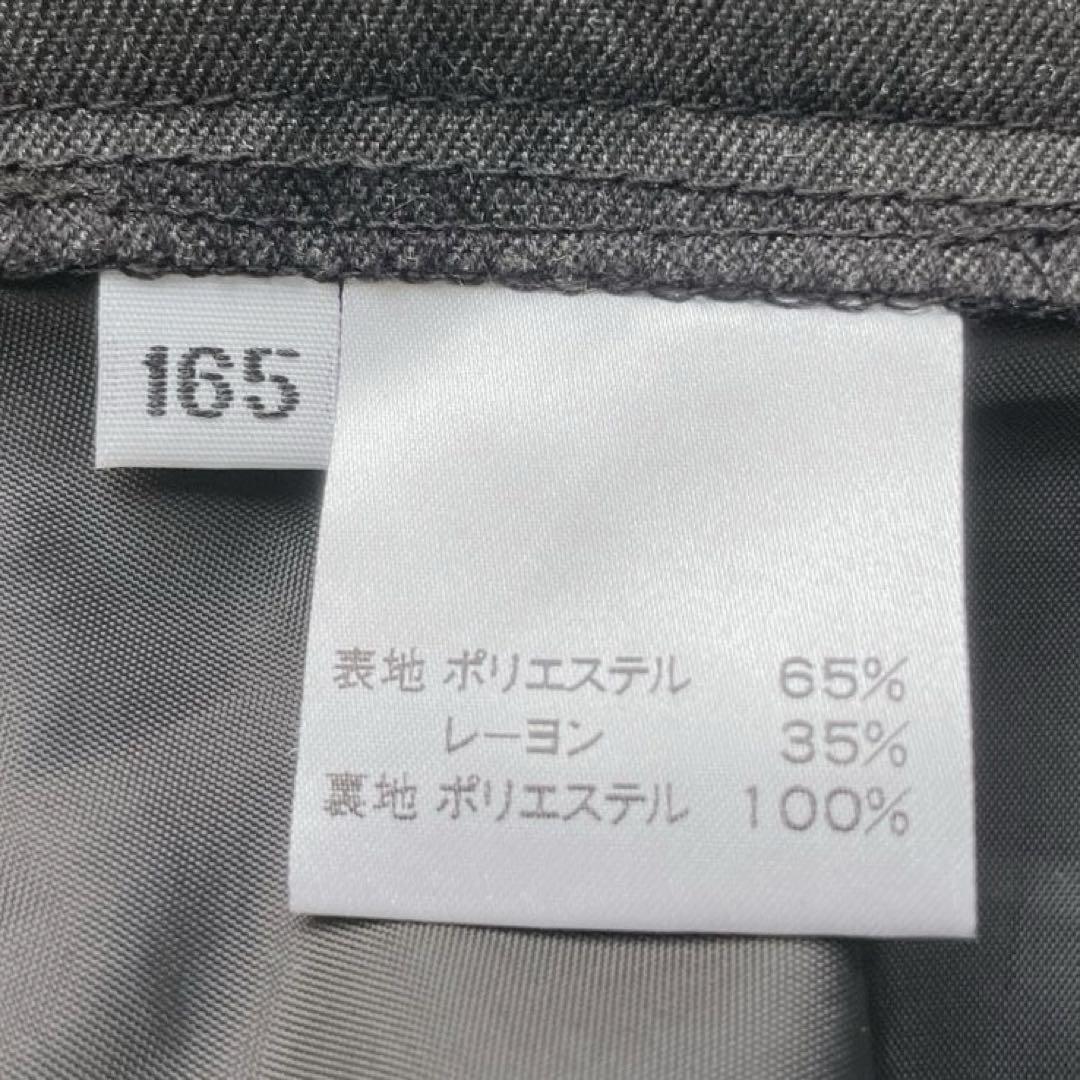 165
表地 ポリエステル 65%
レーヨン 35%
裏地 ポリエステル 100%